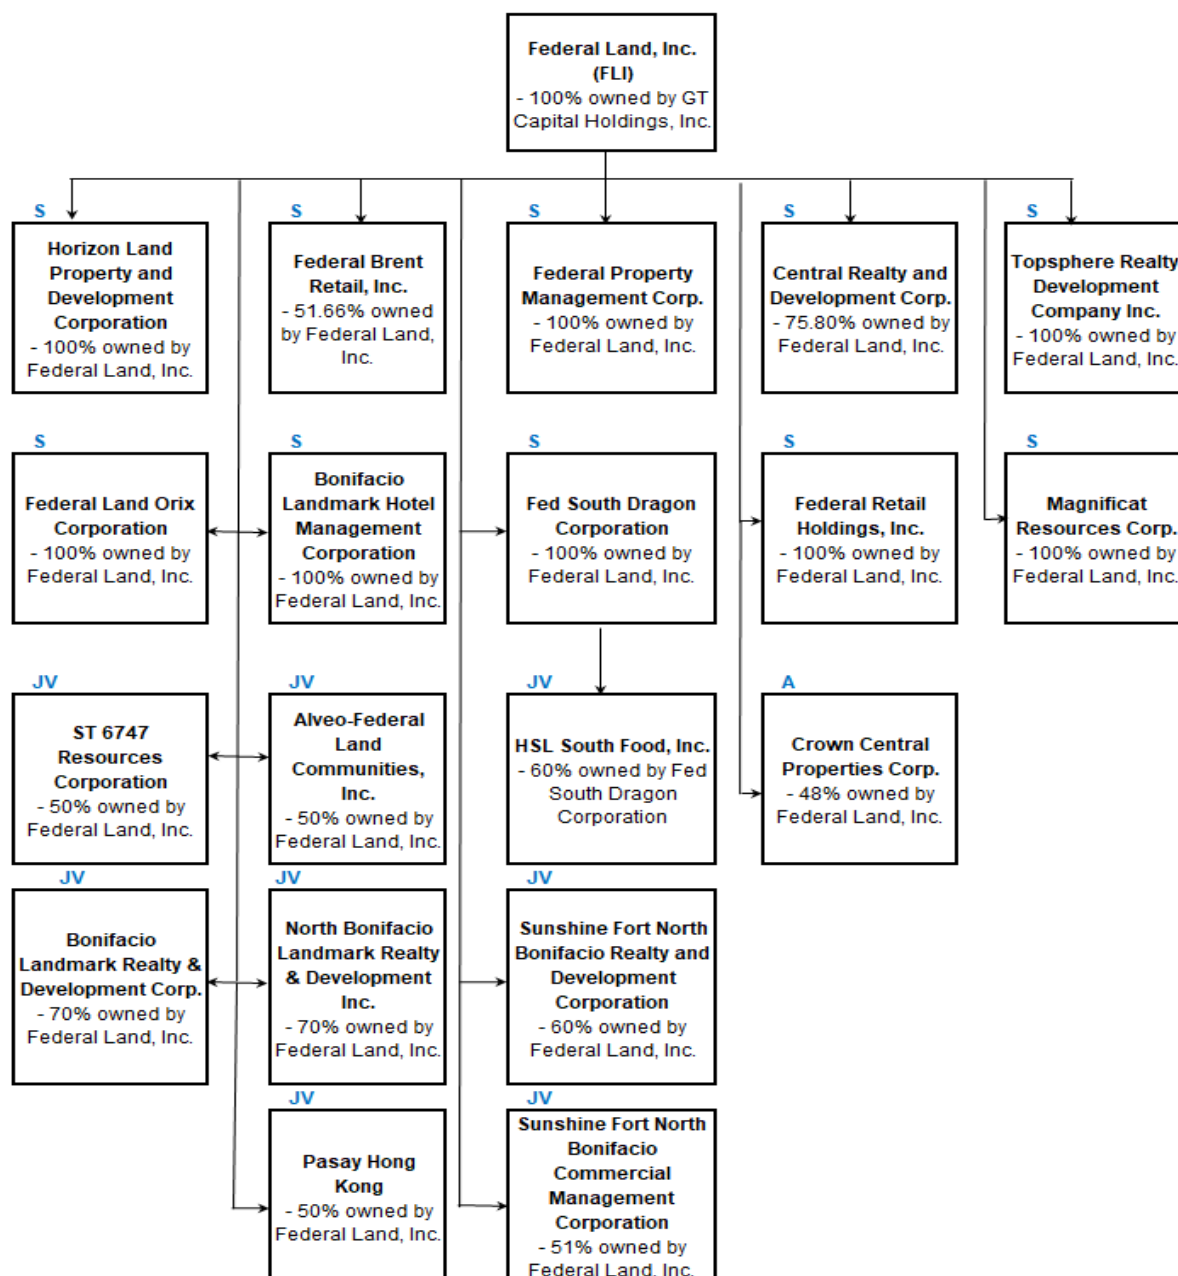 Federal Land, Inc.
(FLI)
- 100% owned by GT
Capital Holdings, Inc.
S
Horizon Land
Property and
Development
Corporation
- 100% owned by
Federal Land, Inc.
S
Federal Brent
Retail, Inc.
- 51.66% owned
by Federal Land,
Inc.
S
Federal Property
Management Corp.
- 100% owned by
Federal Land, Inc.
S
Central Realty and
Development Corp.
- 75.80% owned by
Federal Land, Inc.
S
Topsphere Realty
Development
Company Inc.
- 100% owned by
Federal Land, Inc.
S
Federal Land Orix
Corporation
- 100% owned by
Federal Land, Inc.
S
Bonifacio
Landmark Hotel
Management
Corporation
- 100% owned by
Federal Land, Inc.
S
Fed South Dragon
Corporation
- 100% owned by
Federal Land, Inc.
S
Federal Retail
Holdings, Inc.
- 100% owned by
Federal Land, Inc.
S
Magnificat
Resources Corp.
- 100% owned by
Federal Land, Inc.
JV
ST 6747
Resources
Corporation
- 50% owned by
Federal Land, Inc.
JV
Alveo-Federal
Land
Communities,
Inc.
- 50% owned by
Federal Land, Inc.
JV
HSL South Food, Inc.
- 60% owned by Fed
South Dragon
Corporation
A
Crown Central
Properties Corp.
- 48% owned by
Federal Land, Inc.
JV
Bonifacio
Landmark Realty &
Development Corp.
- 70% owned by
Federal Land, Inc.
JV
North Bonifacio
Landmark Realty
& Development
Inc.
- 70% owned by
Federal Land, Inc.
JV
Sunshine Fort North
Bonifacio Realty and
Development
Corporation
- 60% owned by
Federal Land, Inc.
JV
Pasay Hong
Kong
- 50% owned by
Federal Land, Inc.
JV
Sunshine Fort North
Bonifacio
Commercial
Management
Corporation
- 51% owned by
Federal Land, Inc.